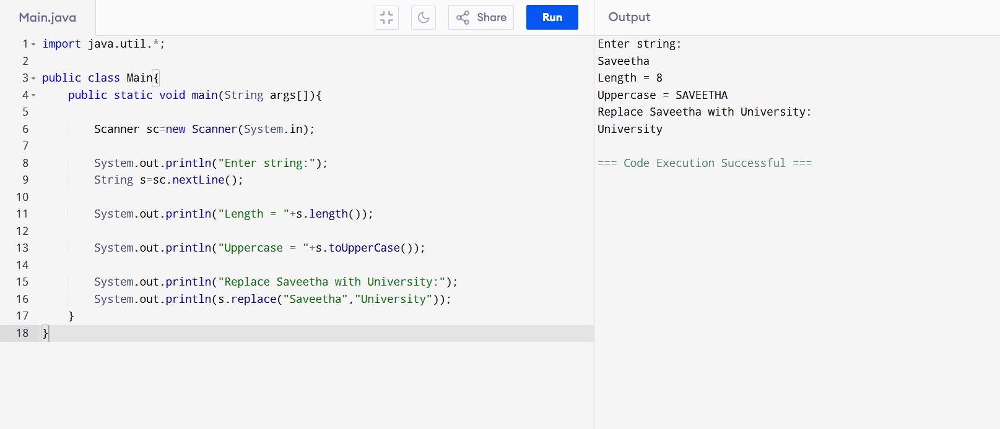 Main.java
Share
Run
Output
1 import java.util.*;
2
3 public class Main{
4     public static void main(String args[]){
5
6         Scanner sc=new Scanner(System.in);
7
8         System.out.println("Enter string:");
9         String s=sc.nextLine();
10
11         System.out.println("Length = "+s.length());
12
13         System.out.println("Uppercase = "+s.toUpperCase());
14
15         System.out.println("Replace Saveetha with University:");
16         System.out.println(s.replace("Saveetha","University"));
17     }
18 }
Enter string:
Saveetha
Length = 8
Uppercase = SAVEETHA
Replace Saveetha with University:
University
=== Code Execution Successful ===